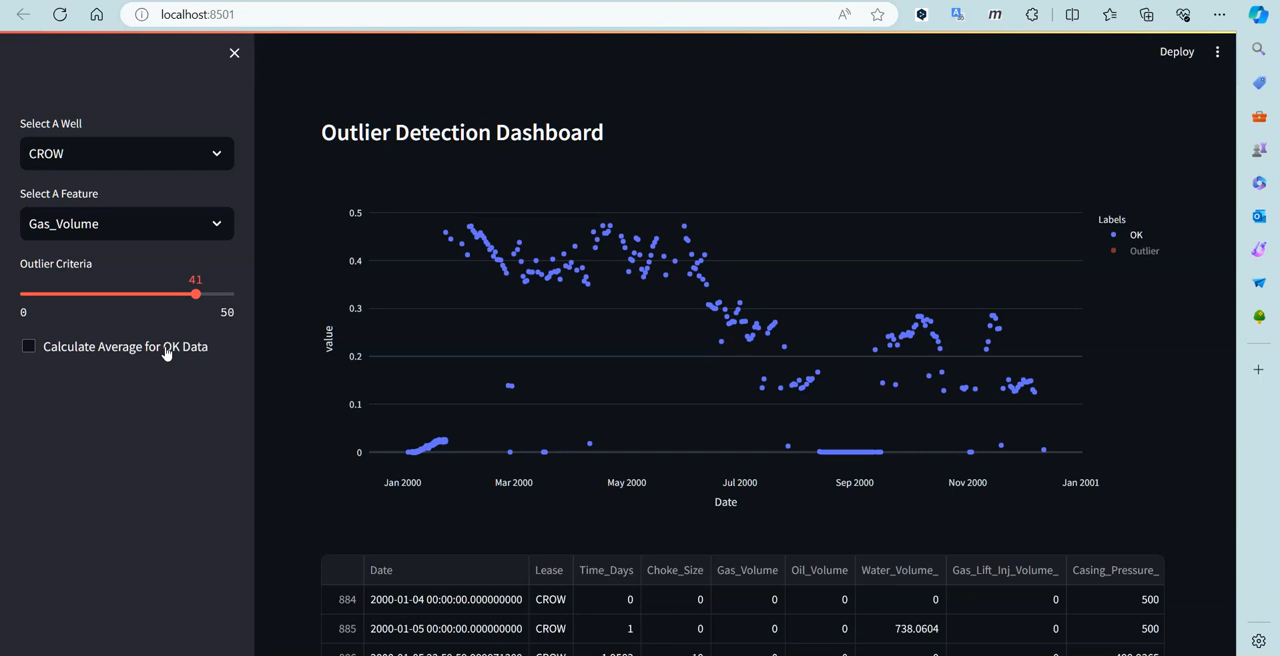 localhost:8501
Deploy
Select A Well
CROW
Select A Feature
Gas_Volume
Outlier Criteria
41
0 50
Calculate Average for OK Data
Outlier Detection Dashboard
0.5
0.4
0.3
0.2
0.1
0
value
Jan 2000 Mar 2000 May 2000 Jul 2000 Sep 2000 Nov 2000 Jan 2001
Date
Labels
OK
Outlier
Date Lease Time_Days Choke_Size Gas_Volume Oil_Volume Water_Volume_ Gas_Lift_Inj_Volume_ Casing_Pressure_
884 2000-01-04 00:00:00.000000000 CROW 0 0 0 0 0 0 500
885 2000-01-05 00:00:00.000000000 CROW 1 0 0 0 738.0604 0 500